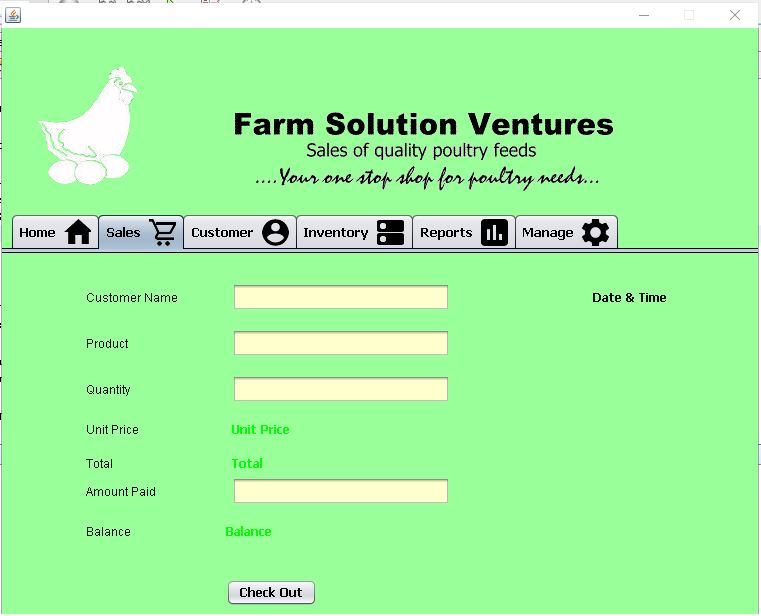 Farm Solution Ventures
Sales of quality poultry feeds
....Your one stop shop for poultry needs...
Home Sales Customer Inventory Reports Manage
Customer Name
Date & Time
Product
Quantity
Unit Price Unit Price
Total Total
Amount Paid
Balance Balance
Check Out